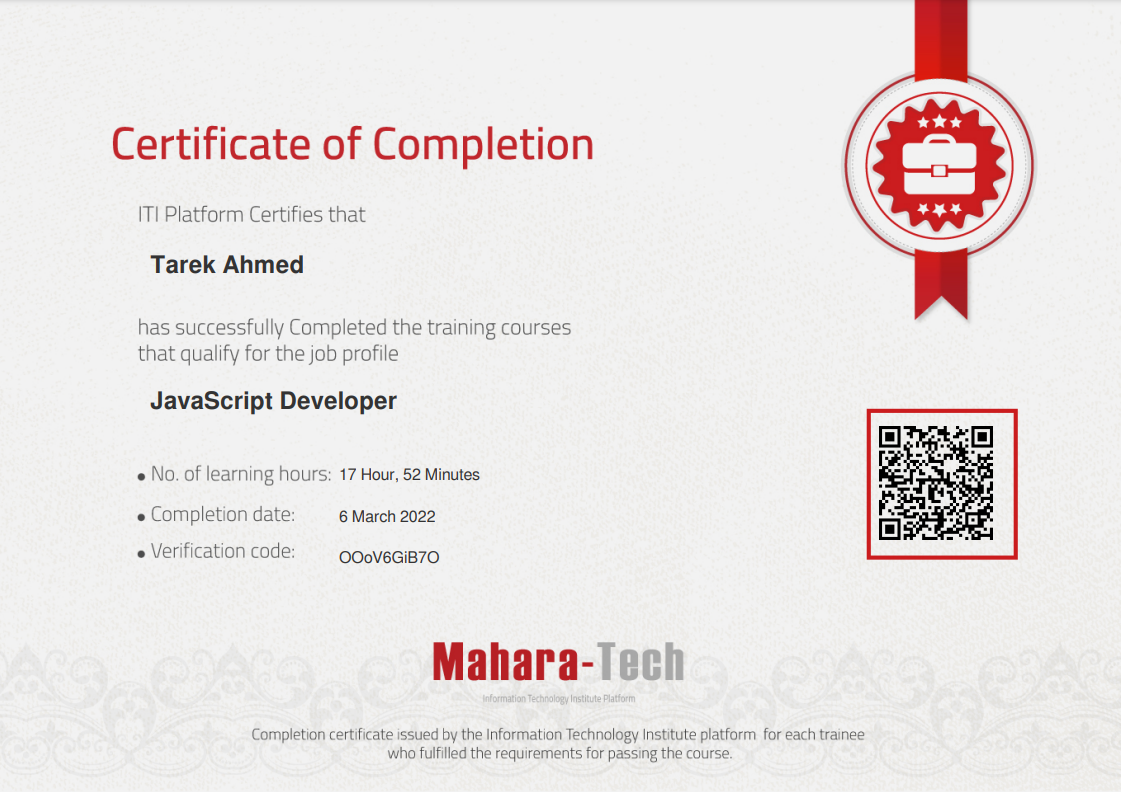 Certificate of Completion
ITI Platform Certifies that
Tarek Ahmed
has successfully Completed the training courses
that qualify for the job profile
JavaScript Developer
• No. of learning hours: 17 Hour, 52 Minutes
• Completion date: 6 March 2022
• Verification code: OOoV6GiB7O
Mahara-Tech
Information Technology Institute Platform
Completion certificate issued by the Information Technology Institute platform for each trainee
who fulfilled the requirements for passing the course.